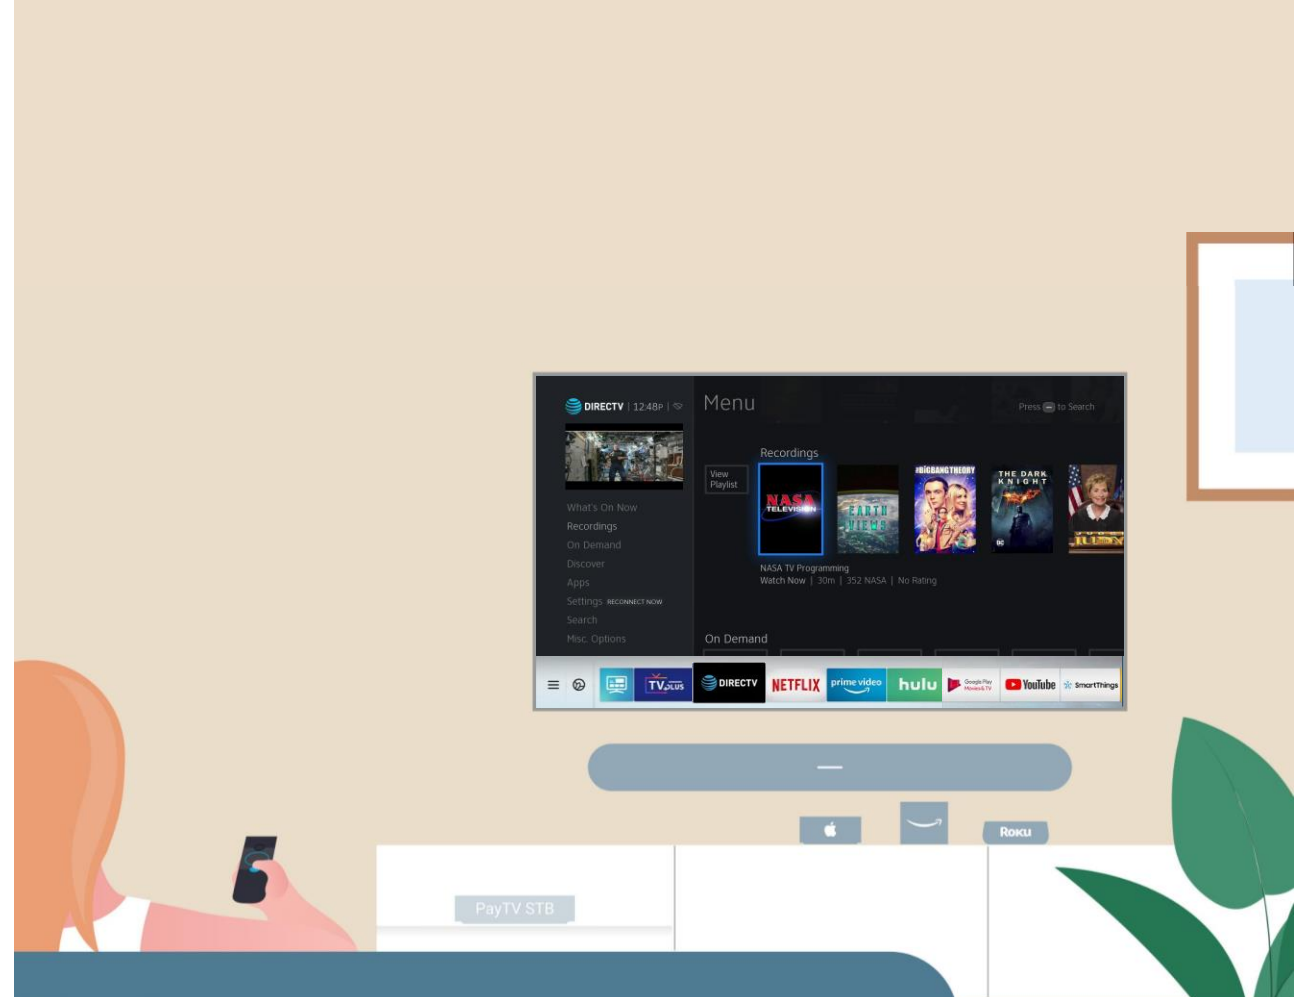 DIRECTV | 12:48P |
Menu
Press – to Search
Recordings
View
Playlist
NASA
TELEVISION
EARTH
VIEWS
#BIGBANGTHEORY
THE DARK
KNIGHT
DC
What's On Now
Recordings
On Demand
Discover
Apps
Settings RECONNECT NOW
Search
Misc. Options
NASA TV Programming
Watch Now | 30m | 352 NASA | No Rating
On Demand
TV PLUS
DIRECTV
NETFLIX
prime video
hulu
Google Play
Movies & TV
YouTube
SmartThings
ROKU
PayTV STB